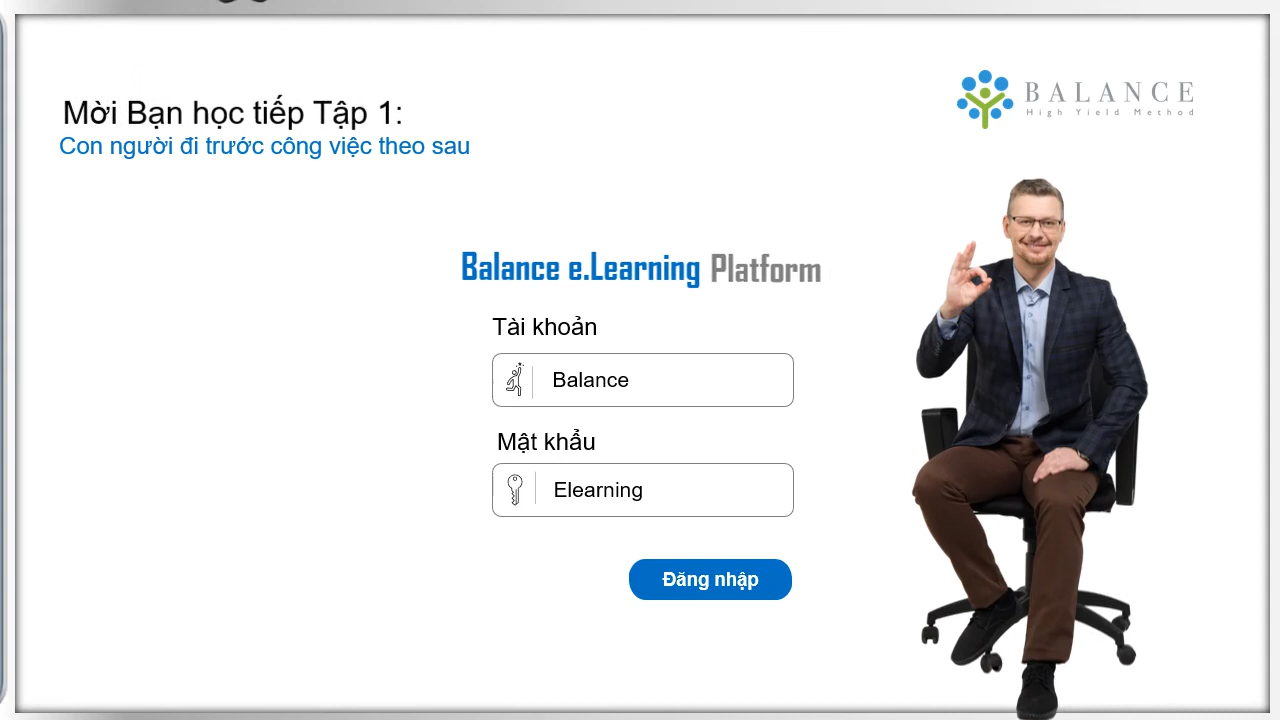 Mời Bạn học tiếp Tập 1:
Con người đi trước công việc theo sau
BALANCE
High Yield Method
Balance e.Learning Platform
Tài khoản
Balance
Mật khẩu
Elearning
Đăng nhập